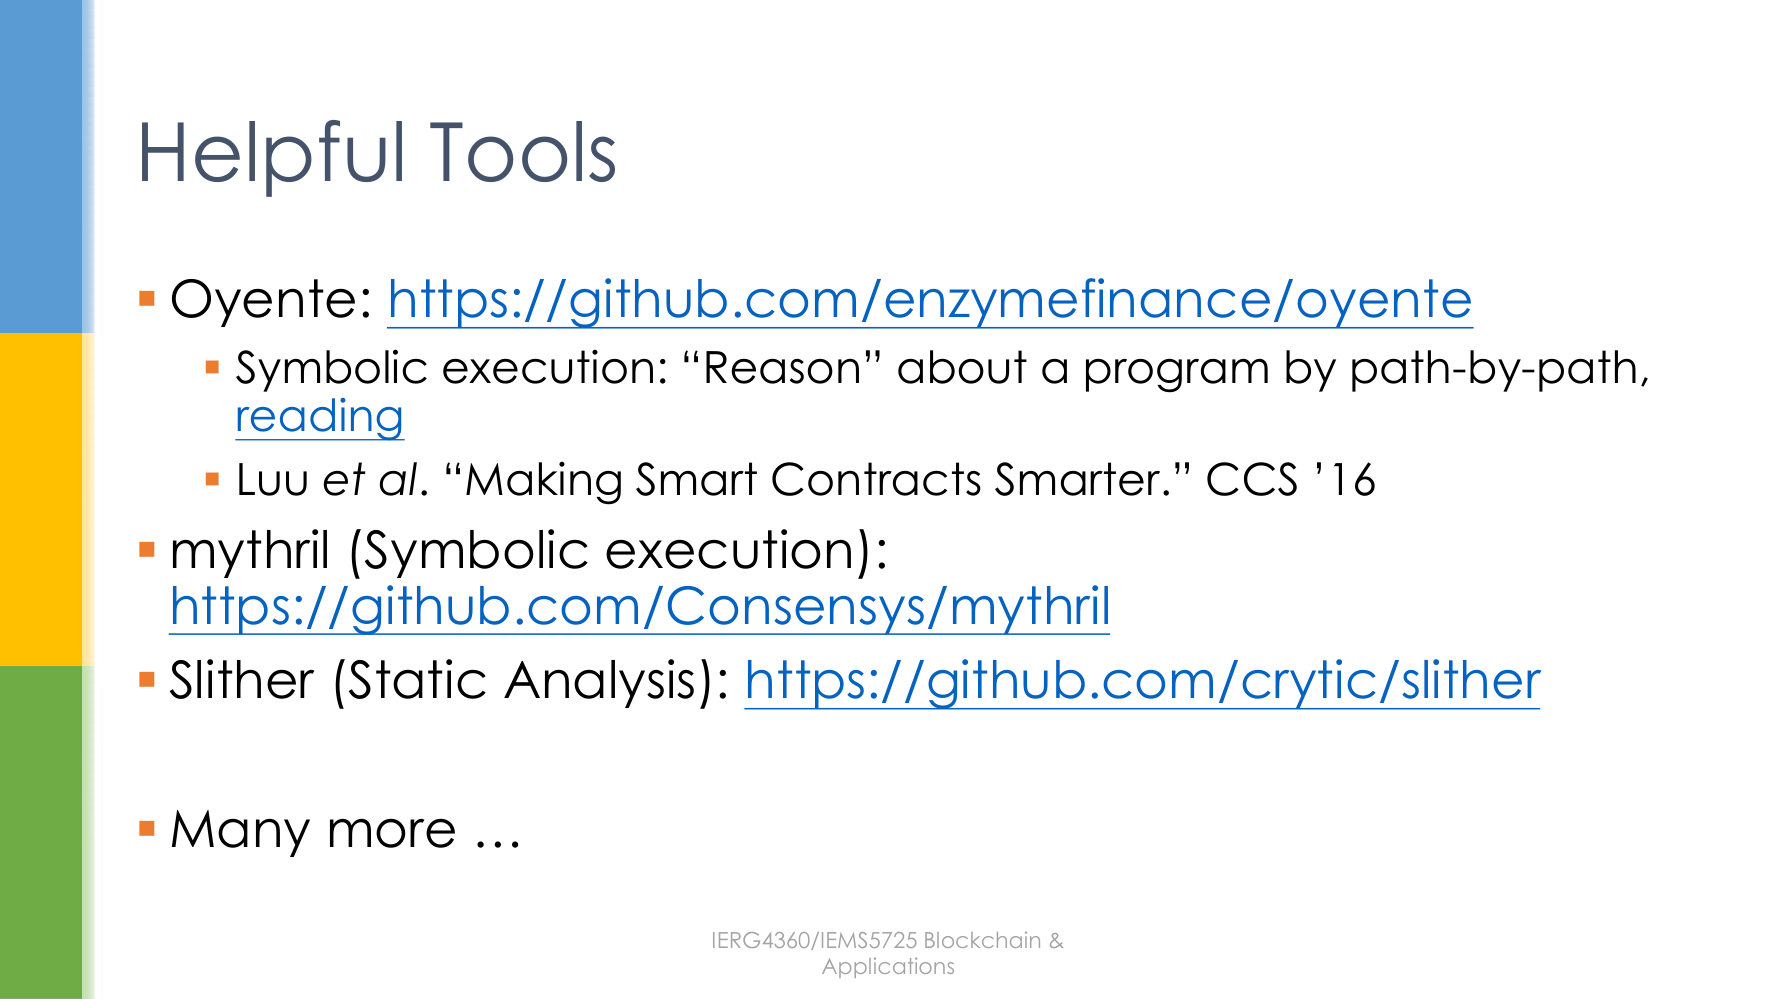 Helpful Tools
▪ Oyente: https://github.com/enzymefinance/oyente
▪ Symbolic execution: “Reason” about a program by path-by-path,
reading
▪ Luu et al. “Making Smart Contracts Smarter.” CCS ’16
▪ mythril (Symbolic execution):
https://github.com/Consensys/mythril
▪ Slither (Static Analysis): https://github.com/crytic/slither
▪ Many more …
IERG4360/IEMS5725 Blockchain &
Applications